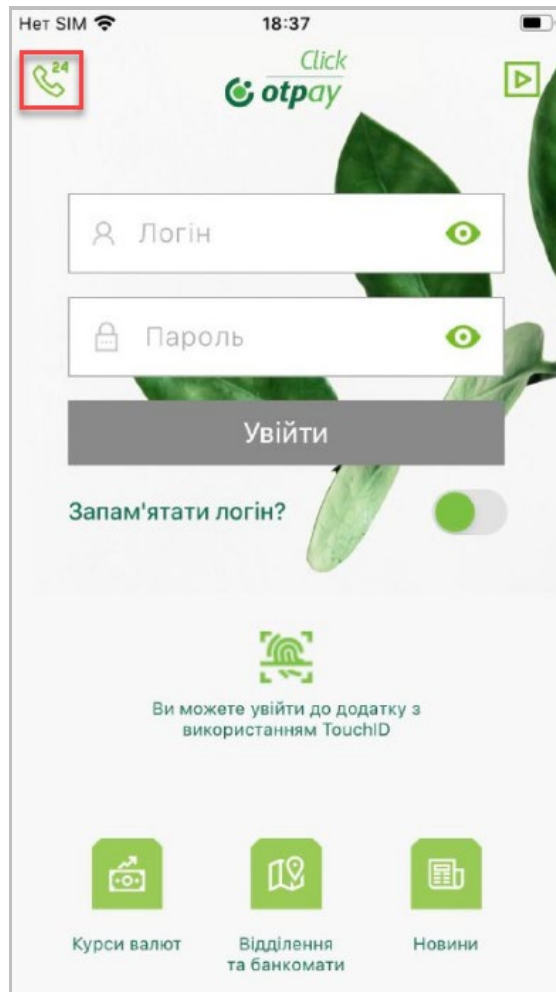 Нет SIM 18:37
24
Click
otpay
Логін
Пароль
Увійти
Запам'ятати логін?
Ви можете увійти до додатку з
використанням TouchID
Курси валют Відділення Новини
та банкомати